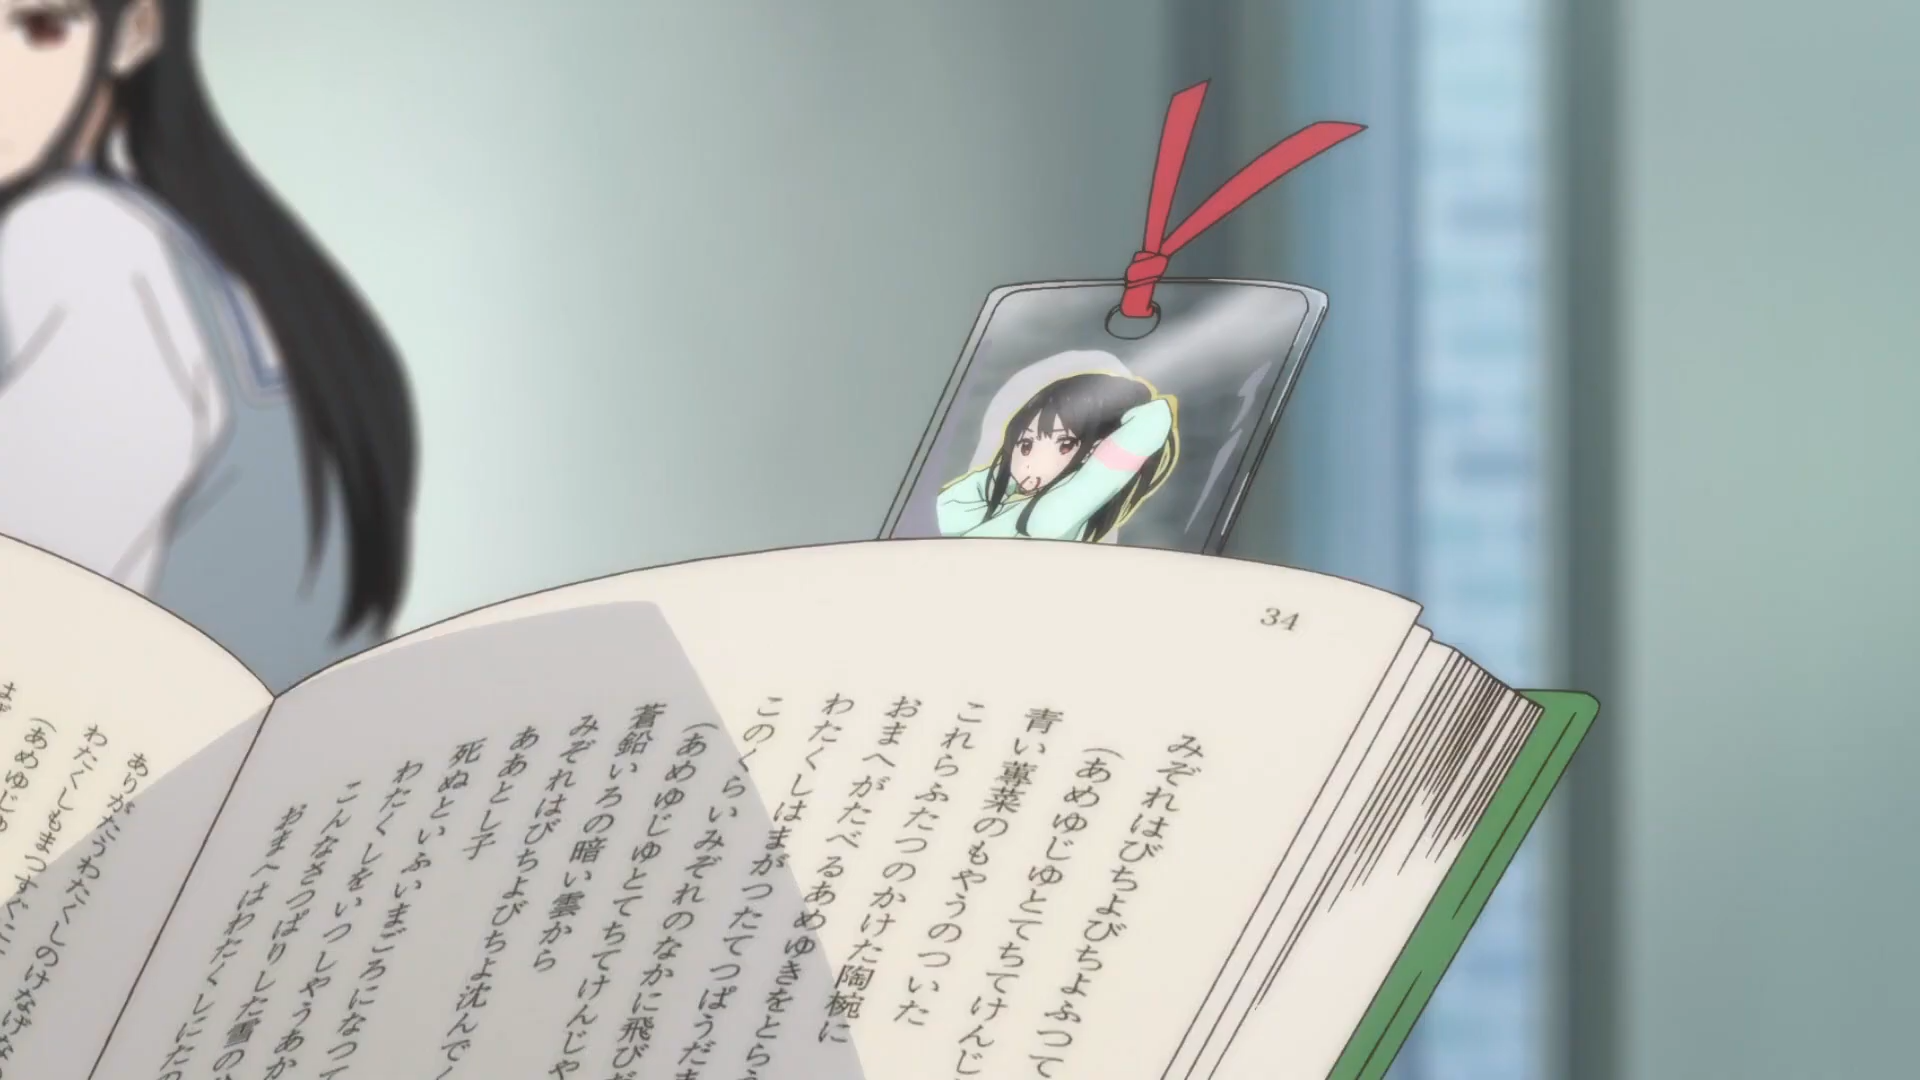 34
みぞれはびちよびちよふつて
(あめゆじゆとてちてけんじ
青い蓴菜のもやうのついた
これらふたつのかけた陶椀に
おまへがたべるあめゆきをとらう
わたくしはまがつたてつぱうだま
このくらいみぞれのなかに飛びだ
(あめゆじゆとてちてけんじや
蒼鉛いろの暗い雲から
みぞれはびちよびちよ沈んでく
ああとし子
死ぬといふいまごろになつて
わたくしをいつしやうあか
こんなさつぱりした雪の
おまへはわたくしにたの
ありがたうわたくしのけなげな
わたくしもまつすぐに
(あめゆじゆ